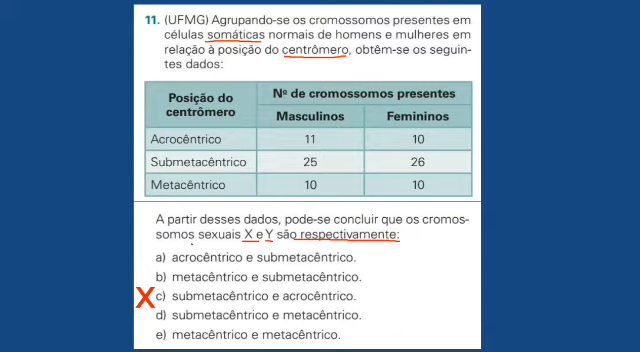 11. (UFMG) Agrupando-se os cromossomos presentes em
células somáticas normais de homens e mulheres em
relação à posição do centrômero, obtêm-se os seguin-
tes dados:
Posição do
centrômero
Nº de cromossomos presentes
Masculinos Femininos
Acrocêntrico 11 10
Submetacêntrico 25 26
Metacêntrico 10 10
A partir desses dados, pode-se concluir que os cromos-
somos sexuais X e Y são respectivamente:
a) acrocêntrico e submetacêntrico.
b) metacêntrico e submetacêntrico.
X c) submetacêntrico e acrocêntrico.
d) submetacêntrico e metacêntrico.
e) metacêntrico e metacêntrico.